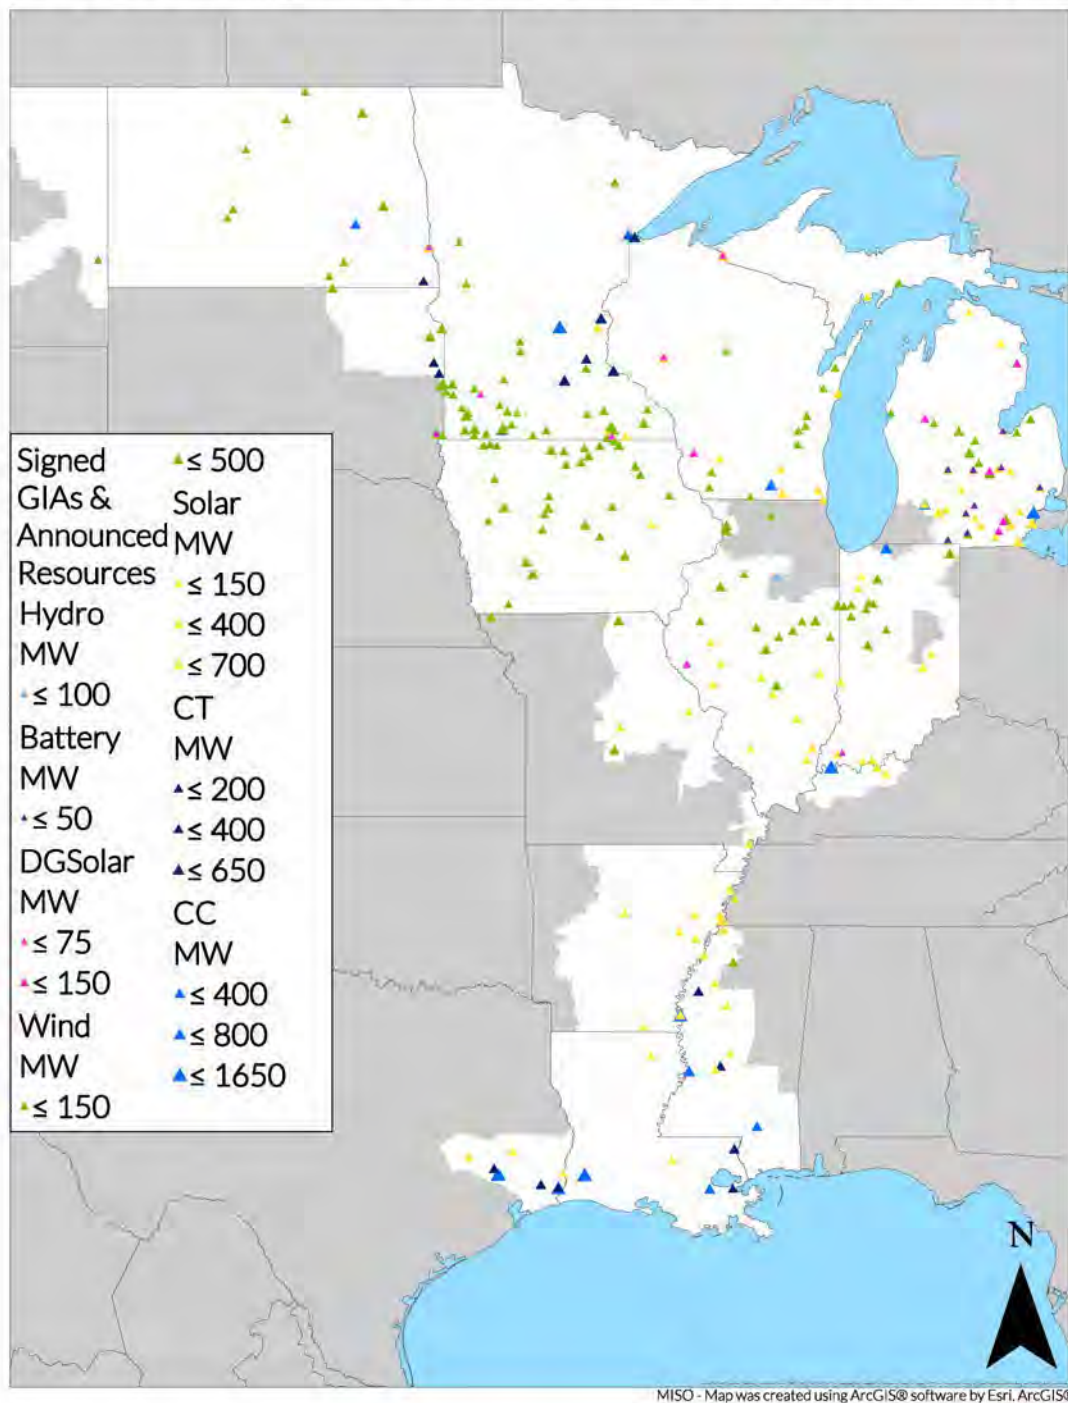 Signed
GIAs &
Announced
Resources
Hydro
MW
≤ 100
Battery
MW
≤ 50
DGSolar
MW
≤ 75
≤ 150
Wind
MW
≤ 150
≤ 500
Solar
MW
≤ 150
≤ 400
≤ 700
CT
MW
≤ 200
≤ 400
≤ 650
CC
MW
≤ 400
≤ 800
≤ 1650
N
MISO - Map was created using ArcGIS® software by Esri. ArcGIS®